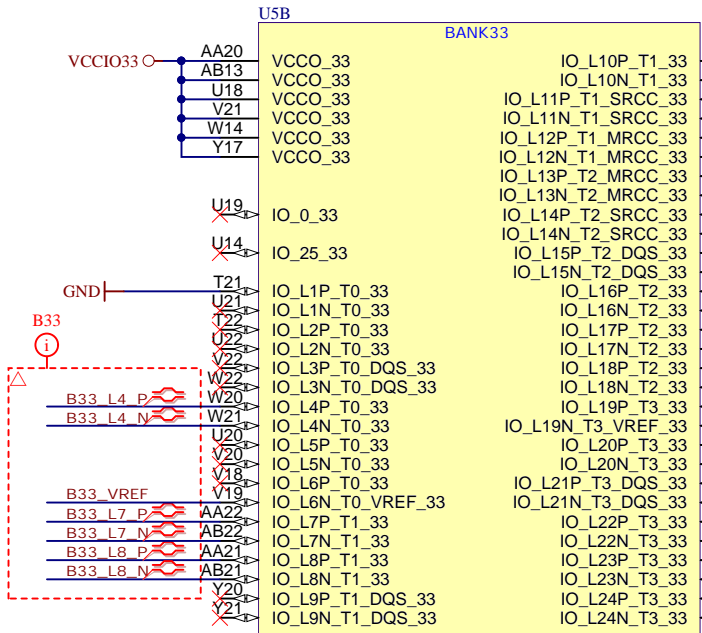 U5B
BANK33
VCCIO33 AA20 VCCO_33 IO_L10P_T1_33
AB13 VCCO_33 IO_L10N_T1_33
U18 VCCO_33 IO_L11P_T1_SRCC_33
V21 VCCO_33 IO_L11N_T1_SRCC_33
W14 VCCO_33 IO_L12P_T1_MRCC_33
Y17 VCCO_33 IO_L12N_T1_MRCC_33
IO_L13P_T2_MRCC_33
IO_L13N_T2_MRCC_33
U19 IO_0_33 IO_L14P_T2_SRCC_33
IO_L14N_T2_SRCC_33
U14 IO_25_33 IO_L15P_T2_DQS_33
IO_L15N_T2_DQS_33
GND T21 IO_L1P_T0_33 IO_L16P_T2_33
U21 IO_L1N_T0_33 IO_L16N_T2_33
T22 IO_L2P_T0_33 IO_L17P_T2_33
B33
i
U22 IO_L2N_T0_33 IO_L17N_T2_33
V22 IO_L3P_T0_DQS_33 IO_L18P_T2_33
W22 IO_L3N_T0_DQS_33 IO_L18N_T2_33
B33_L4_P W20 IO_L4P_T0_33 IO_L19P_T3_33
B33_L4_N W21 IO_L4N_T0_33 IO_L19N_T3_VREF_33
U20 IO_L5P_T0_33 IO_L20P_T3_33
V20 IO_L5N_T0_33 IO_L20N_T3_33
V18 IO_L6P_T0_33 IO_L21P_T3_DQS_33
B33_VREF V19 IO_L6N_T0_VREF_33 IO_L21N_T3_DQS_33
B33_L7_P AA22 IO_L7P_T1_33 IO_L22P_T3_33
B33_L7_N AB22 IO_L7N_T1_33 IO_L22N_T3_33
B33_L8_P AA21 IO_L8P_T1_33 IO_L23P_T3_33
B33_L8_N AB21 IO_L8N_T1_33 IO_L23N_T3_33
Y20 IO_L9P_T1_DQS_33 IO_L24P_T3_33
Y21 IO_L9N_T1_DQS_33 IO_L24N_T3_33